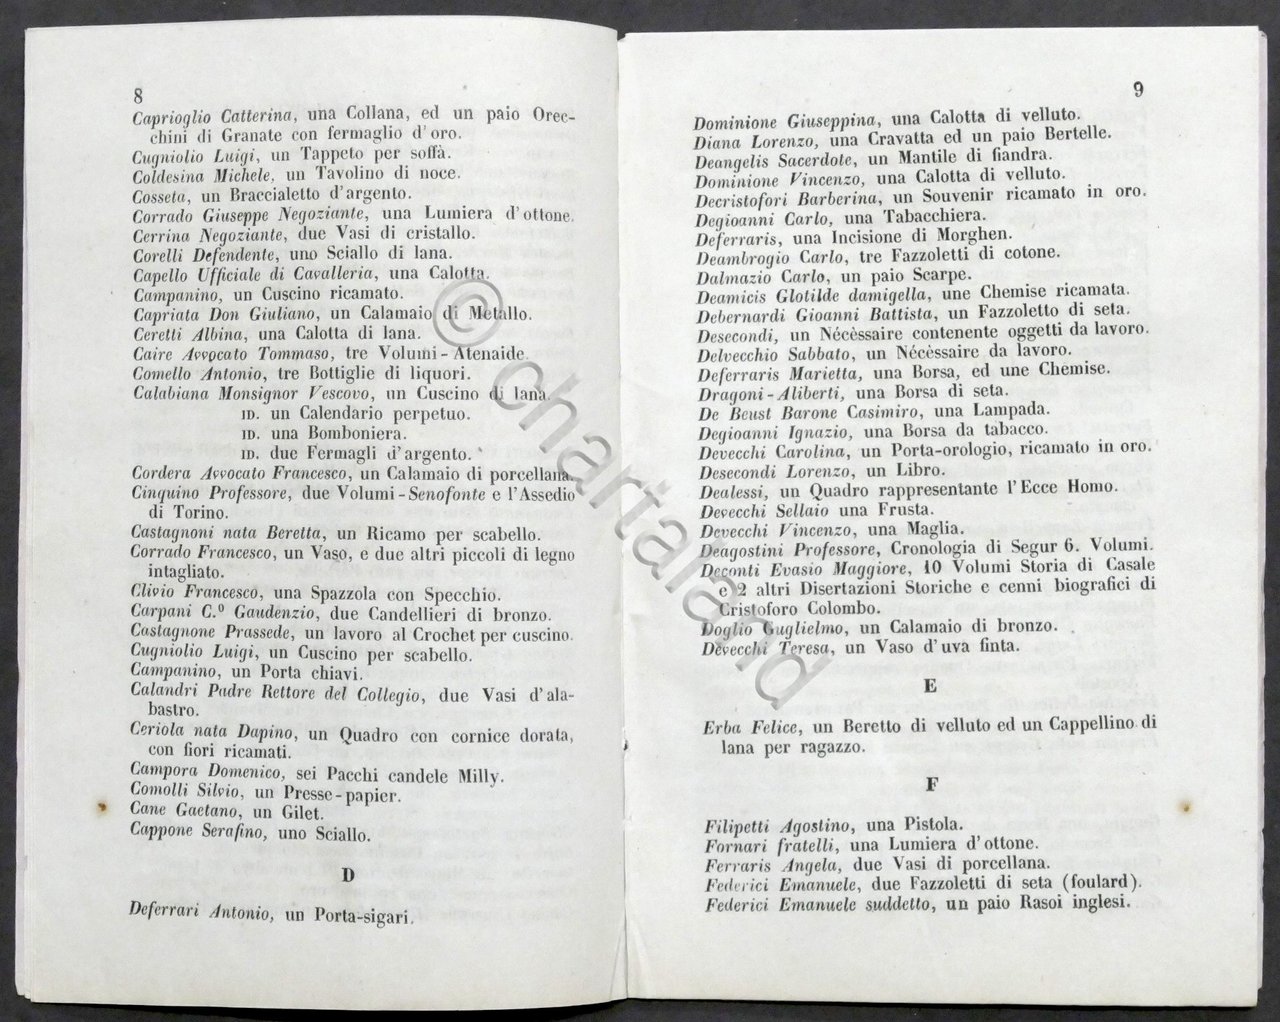 8
Caprioglio Catterina, una Collana, ed un paio Orec-
chini di Granate con fermaglio d'oro.
Cugniolio Luigi, un Tappeto per soffà.
Coldesina Michele, un Tavolino di noce.
Cosseta, un Braccialetto d'argento.
Corrado Giuseppe Negoziante, una Lumiera d'ottone.
Cerrina Negoziante, due Vasi di cristallo.
Corelli Defendente, uno Sciallo di lana.
Capello Ufficiale di Cavalleria, una Calotta.
Campanino, un Cuscino ricamato.
Capriata Don Giuliano, un Calamaio di Metallo.
Ceretti Albina, una Calotta di lana.
Caire Avvocato Tommaso, tre Volumi - Atenaide.
Comello Antonio, tre Bottiglie di liquori.
Calabiana Monsignor Vescovo, un Cuscino di lana.
ID. un Calendario perpetuo.
ID. una Bomboniera.
ID. due Fermagli d'argento.
Cordera Avvocato Francesco, un Calamaio di porcellana.
Cinquino Professore, due Volumi - Senofonte e l'Assedio
di Torino.
Castagnoni nata Beretta, un Ricamo per scabello.
Corrado Francesco, un Vaso, e due altri piccoli di legno
intagliato.
Clivio Francesco, una Spazzola con Specchio.
Carpani C.o Gaudenzio, due Candellieri di bronzo.
Castagnone Prassede, un lavoro al Crochet per cuscino.
Cugniolio Luigi, un Cuscino per scabello.
Campanino, un Porta chiavi.
Calandri Padre Rettore del Collegio, due Vasi d'ala-
bastro.
Ceriola nata Dapino, un Quadro con cornice dorata,
con fiori ricamati.
Campora Domenico, sei Pacchi candele Milly.
Comolli Silvio, un Presse-papier.
Cane Gaetano, un Gilet.
Cappone Serafino, uno Sciallo.
D
Deferrari Antonio, un Porta-sigari.
9
Dominione Giuseppina, una Calotta di velluto.
Diana Lorenzo, una Cravatta ed un paio Bertelle.
Deangelis Sacerdote, un Mantile di fiandra.
Dominione Vincenzo, una Calotta di velluto.
Decristofori Barberina, un Souvenir ricamato in oro.
Degioanni Carlo, una Tabacchiera.
Deferraris, una Incisione di Morghen.
Deambrogio Carlo, tre Fazzoletti di cotone.
Dalmazio Carlo, un paio Scarpe.
Deamicis Glotilde damigella, une Chemise ricamata.
Debernardi Gioanni Battista, un Fazzoletto di seta.
Desecondi, un Nécèssaire contenente oggetti da lavoro.
Delvecchio Sabbato, un Nécèssaire da lavoro.
Deferraris Marietta, una Borsa, ed une Chemise.
Dragoni-Aliberti, una Borsa di seta.
De Beust Barone Casimiro, una Lampada.
Degioanni Ignazio, una Borsa da tabacco.
Devecchi Carolina, un Porta-orologio, ricamato in oro.
Desecondi Lorenzo, un Libro.
Dealessi, un Quadro rappresentante l'Ecce Homo.
Devecchi Sellaio una Frusta.
Devecchi Vincenzo, una Maglia.
Deagostini Professore, Cronologia di Segur 6. Volumi.
Deconti Evasio Maggiore, 10 Volumi Storia di Casale
e 2 altri Disertazioni Storiche e cenni biografici di
Cristoforo Colombo.
Doglio Guglielmo, un Calamaio di bronzo.
Devecchi Teresa, un Vaso d'uva finta.
E
Erba Felice, un Beretto di velluto ed un Cappellino di
lana per ragazzo.
F
Filipetti Agostino, una Pistola.
Fornari fratelli, una Lumiera d'ottone.
Ferraris Angela, due Vasi di porcellana.
Federici Emanuele, due Fazzoletti di seta (foulard).
Federici Emanuele suddetto, un paio Rasoi inglesi.
© chartaland